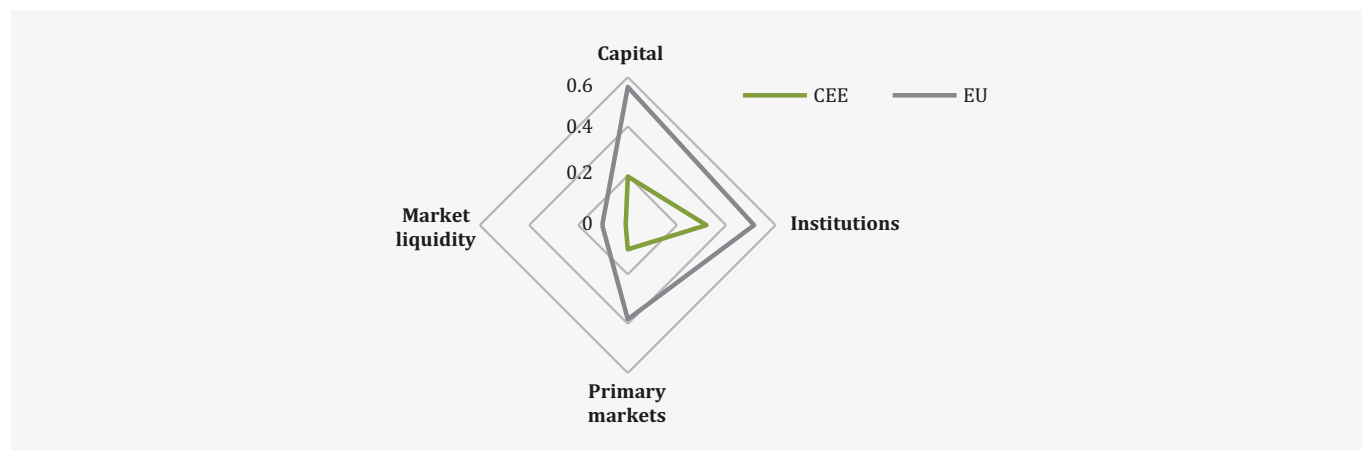 Capital
0.6
CEE
EU
0.4
0.2
0
Market
liquidity
Institutions
Primary
markets